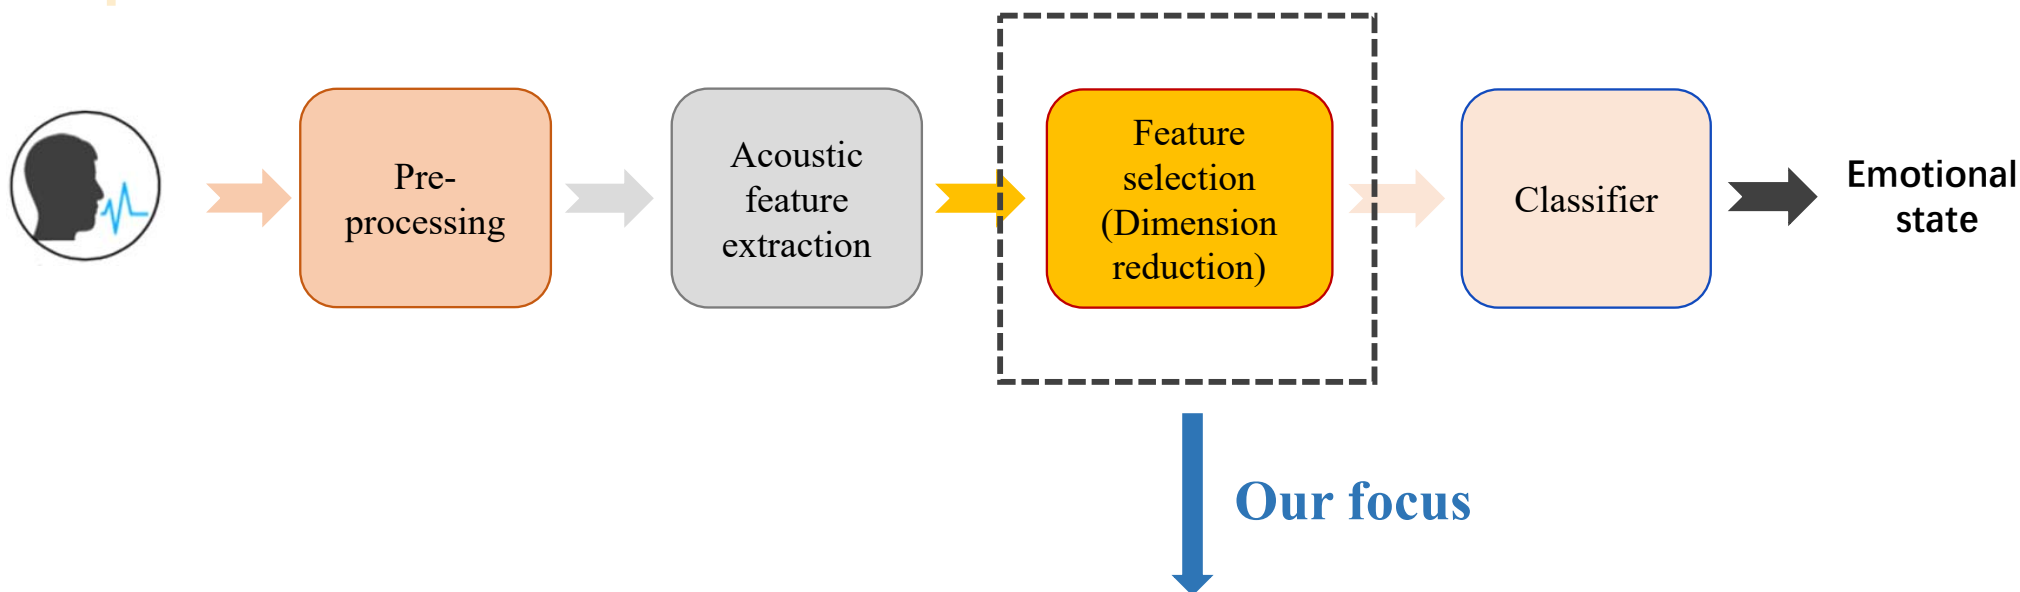 Pre-
processing
Acoustic
feature
extraction
Feature
selection
(Dimension
reduction)
Classifier
Emotional
state
Our focus